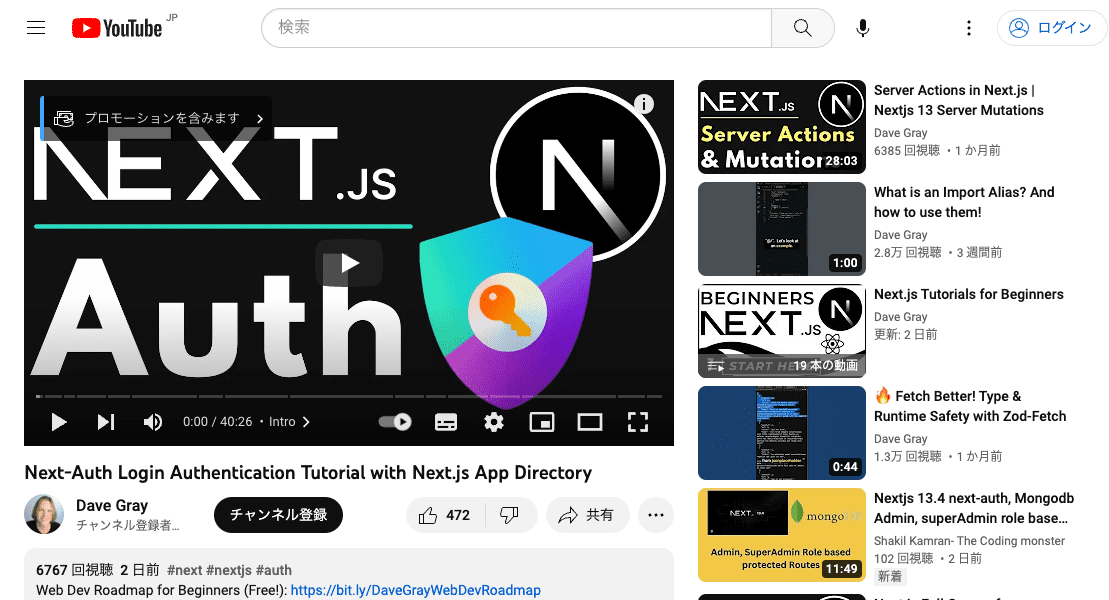 YouTube JP
検索
ログイン
プロモーションを含みます
NEXT.JS
N
Auth
0:00 / 40:26 ・ Intro
Next-Auth Login Authentication Tutorial with Next.js App Directory
Dave Gray
チャンネル登録者...
チャンネル登録
472
共有
6767 回視聴 2 日前 #next #nextjs #auth
Web Dev Roadmap for Beginners (Free!): https://bit.ly/DaveGrayWebDevRoadmap
NEXT.JS
N
Server Actions
& Mutation
28:03
Server Actions in Next.js |
Nextjs 13 Server Mutations
Dave Gray
6385 回視聴 ・1 か月前
"@". Let's look at
an example.
1:00
What is an Import Alias? And
how to use them!
Dave Gray
2.8万 回視聴 ・3 週間前
BEGINNERS
NEXT.JS
N
START HE
19 本の動画
Next.js Tutorials for Beginners
Dave Gray
更新: 2 日前
0:44
🔥 Fetch Better! Type &
Runtime Safety with Zod-Fetch
Dave Gray
1.3万 回視聴 ・1 か月前
NEXT.JS 13.4
mongo
Admin, SuperAdmin Role based
protected Routes
11:49
Nextjs 13.4 next-auth, Mongodb
Admin, superAdmin role base...
Shakil Kamran- The Coding monster
102 回視聴 ・2 日前
新着